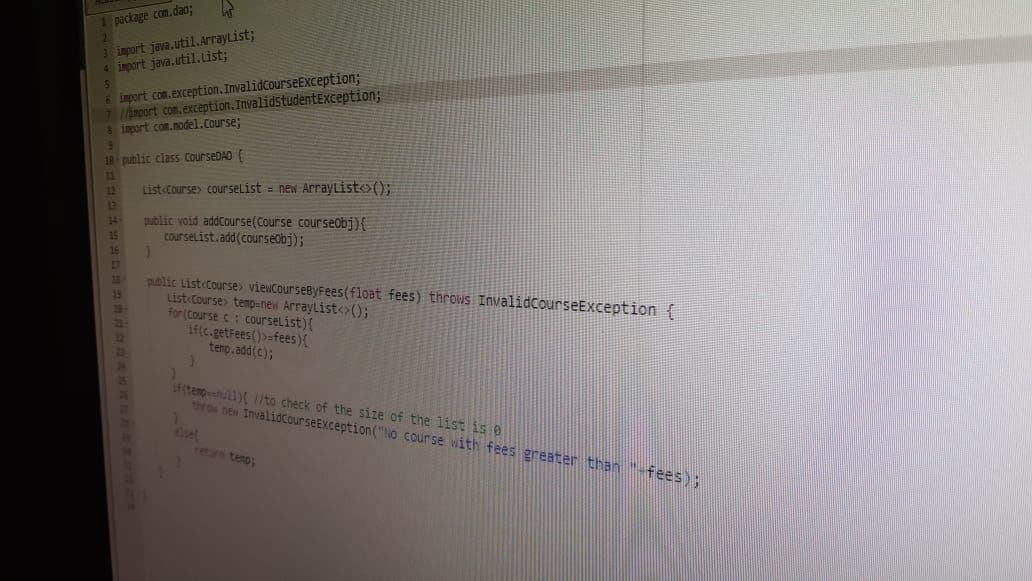 1 package com.dao;
2
3 import java.util.ArrayList;
4 import java.util.List;
5
6 import com.exception.InvalidCourseException;
7 //import com.exception.InvalidStudentException;
8 import com.model.Course;
9
10 public class CourseDAO {
11
12 List<Course> courseList = new ArrayList<>();
13
14 public void addCourse(Course courseObj){
15 courseList.add(courseObj);
16 }
17
18 public List<Course> viewCourseByFees(float fees) throws InvalidCourseException {
19 List<Course> temp=new ArrayList<>();
20 for(Course c : courseList){
21 if(c.getFees()>=fees){
22 temp.add(c);
23 }
24 }
25 if(temp==null){ //to check of the size of the list is 0
26 throw new InvalidCourseException("No course with fees greater than " fees);
27 }
28 else{
29 return temp;
30 }
31 }
32
33 }
34